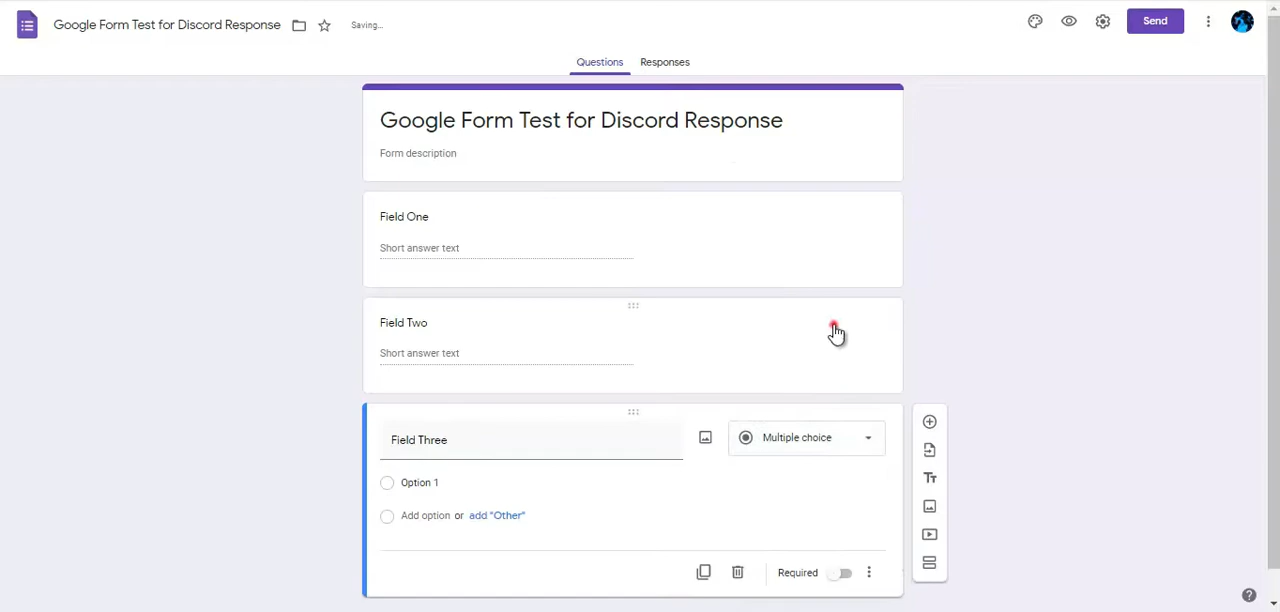 Google Form Test for Discord Response
Saving...
Send
Questions
Responses
Google Form Test for Discord Response
Form description
Field One
Short answer text
Field Two
Short answer text
Field Three
Multiple choice
Option 1
Add option or add "Other"
Tт
Required
?